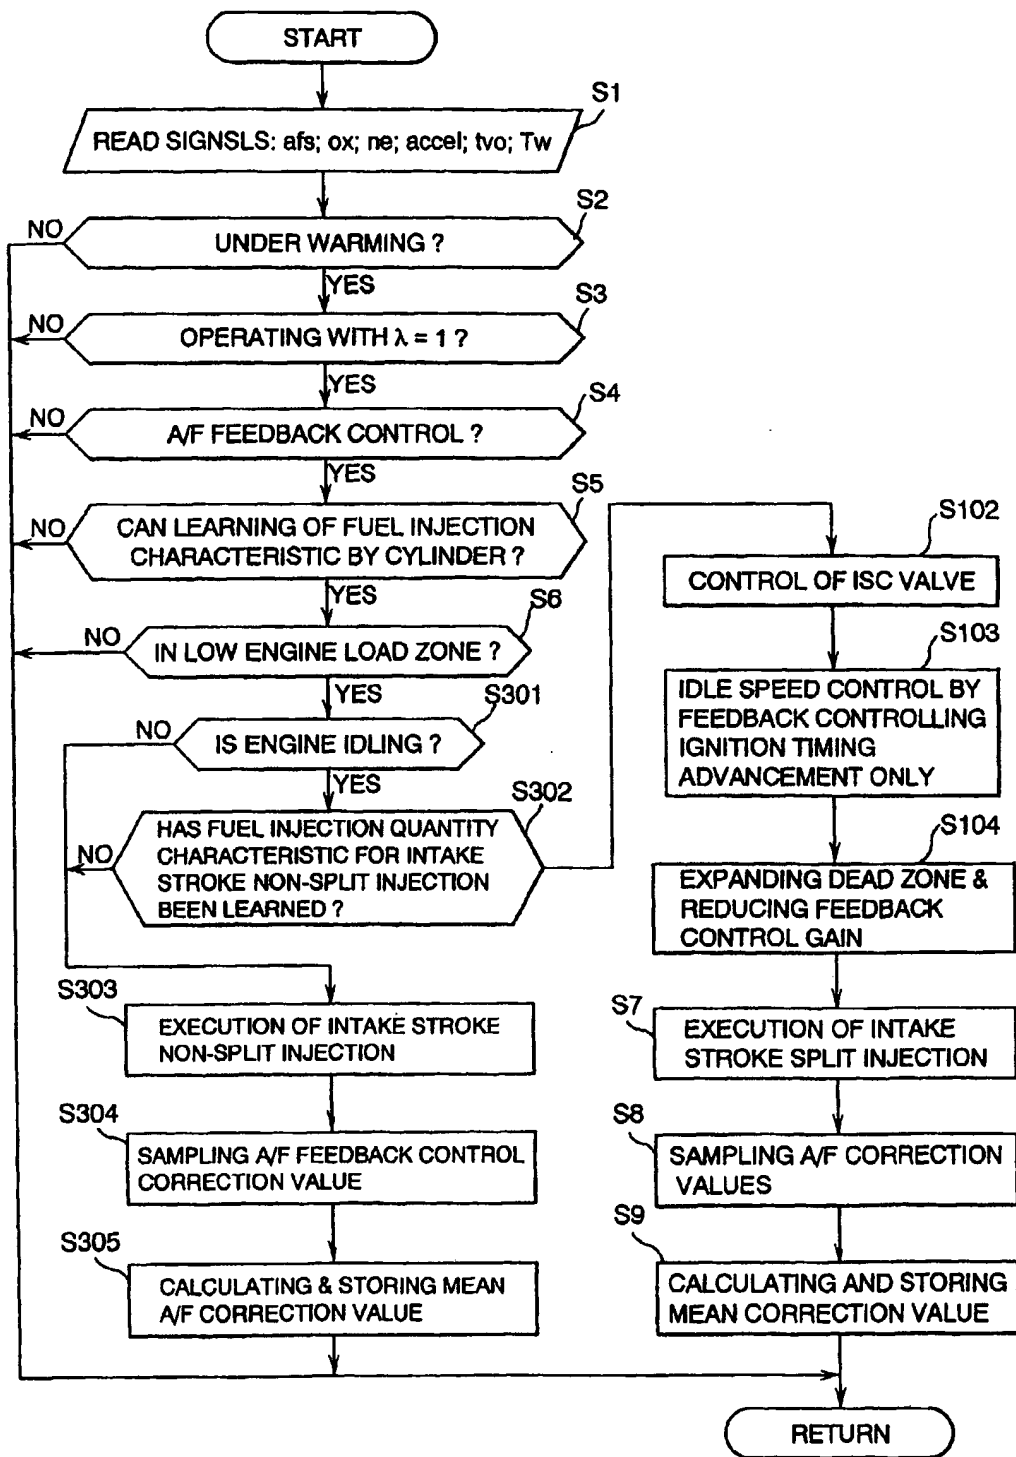 START
S1
READ SIGNSLS: afs; ox; ne; accel; tvo; Tw
S2
NO
UNDER WARMING ?
YES
S3
NO
OPERATING WITH λ = 1 ?
YES
S4
NO
A/F FEEDBACK CONTROL ?
YES
S5
NO
CAN LEARNING OF FUEL INJECTION
CHARACTERISTIC BY CYLINDER ?
YES
S6
NO
IN LOW ENGINE LOAD ZONE ?
YES
S301
NO
IS ENGINE IDLING ?
YES
S302
NO
HAS FUEL INJECTION QUANTITY
CHARACTERISTIC FOR INTAKE
STROKE NON-SPLIT INJECTION
BEEN LEARNED ?
S303
EXECUTION OF INTAKE STROKE
NON-SPLIT INJECTION
S304
SAMPLING A/F FEEDBACK CONTROL
CORRECTION VALUE
S305
CALCULATING & STORING MEAN
A/F CORRECTION VALUE
S102
CONTROL OF ISC VALVE
S103
IDLE SPEED CONTROL BY
FEEDBACK CONTROLLING
IGNITION TIMING
ADVANCEMENT ONLY
S104
EXPANDING DEAD ZONE &
REDUCING FEEDBACK
CONTROL GAIN
S7
EXECUTION OF INTAKE
STROKE SPLIT INJECTION
S8
SAMPLING A/F CORRECTION
VALUES
S9
CALCULATING AND STORING
MEAN CORRECTION VALUE
RETURN